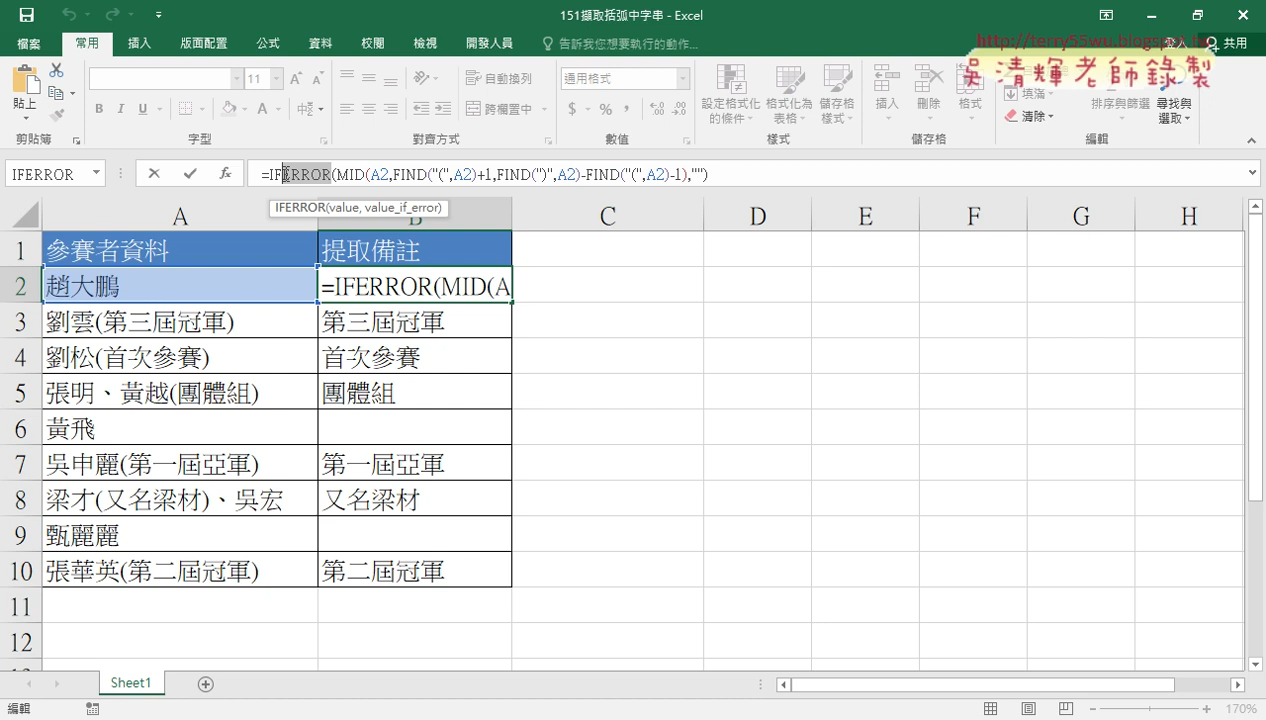 151擷取括弧中字串 - Excel
http://terry55wu.blogspot.tw
吳清輝老師錄製
檔案 常用 插入 版面配置 公式 資料 校閱 檢視 開發人員 告訴我您想要執行的動作... 登入 共用
貼上
11
自動換列
跨欄置中
通用格式
設定格式化的條件
格式化為表格
儲存格樣式
插入 刪除 格式
填滿
清除
排序與篩選
尋找與選取
剪貼簿 字型 對齊方式 數值 樣式 儲存格 編輯
IFERROR =IFERROR(MID(A2,FIND("(",A2)+1,FIND(")",A2)-FIND("(",A2)-1),"")
IFERROR(value, value_if_error)
A B C D E F G H
1 參賽者資料 提取備註
2 趙大鵬 =IFERROR(MID(A
3 劉雲(第三屆冠軍) 第三屆冠軍
4 劉松(首次參賽) 首次參賽
5 張明、黃越(團體組) 團體組
6 黃飛
7 吳申麗(第一屆亞軍) 第一屆亞軍
8 梁才(又名梁材)、吳宏 又名梁材
9 甄麗麗
10 張華英(第二屆冠軍) 第二屆冠軍
11
12
Sheet1
編輯 170%